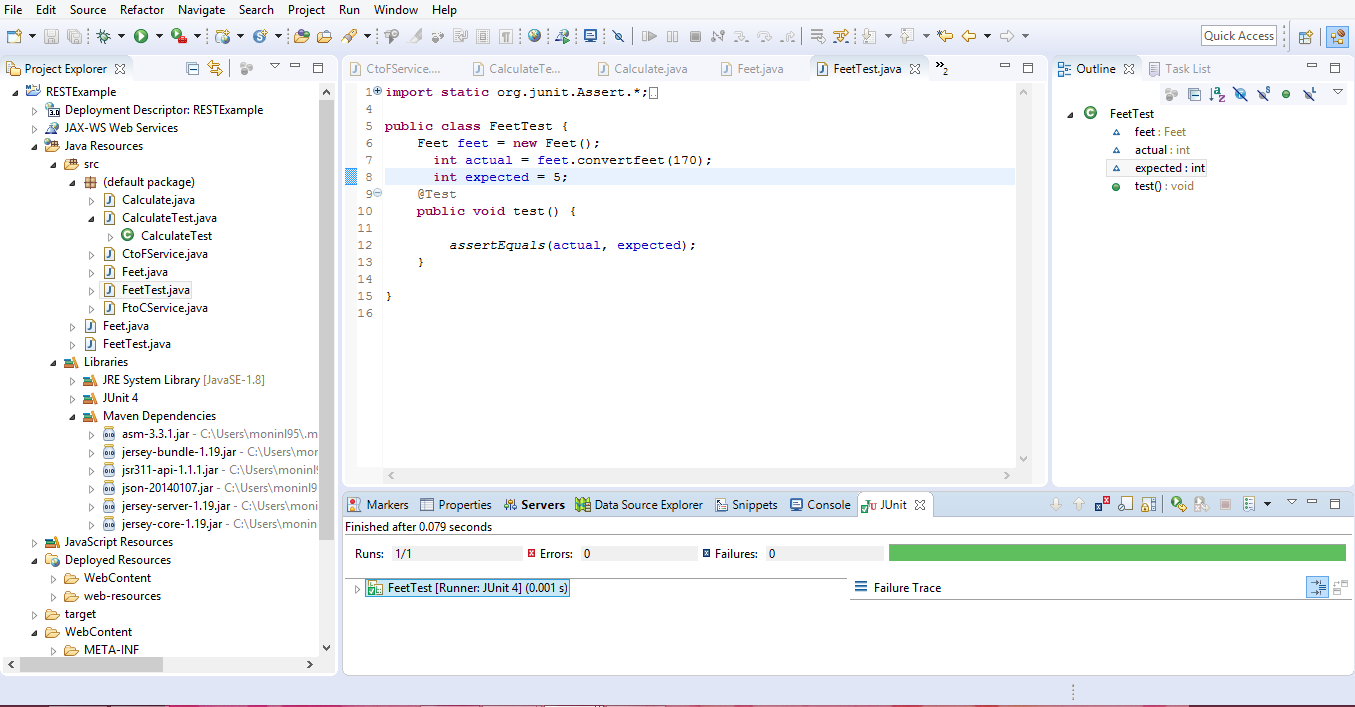 File Edit Source Refactor Navigate Search Project Run Window Help
Quick Access
Project Explorer
RESTExample
Deployment Descriptor: RESTExample
JAX-WS Web Services
Java Resources
src
(default package)
Calculate.java
CalculateTest.java
CalculateTest
CtoFService.java
Feet.java
FeetTest.java
FtoCService.java
Feet.java
FeetTest.java
Libraries
JRE System Library [JavaSE-1.8]
JUnit 4
Maven Dependencies
asm-3.3.1.jar - C:\Users\moninl95\.m
jersey-bundle-1.19.jar - C:\Users\mon
jsr311-api-1.1.1.jar - C:\Users\moninl9
json-20140107.jar - C:\Users\moninl9
jersey-server-1.19.jar - C:\Users\monin
jersey-core-1.19.jar - C:\Users\monin
JavaScript Resources
Deployed Resources
WebContent
web-resources
target
WebContent
META-INF
CtoFService.... CalculateTe... Calculate.java Feet.java FeetTest.java »2
1 import static org.junit.Assert.*;
4
5 public class FeetTest {
6 Feet feet = new Feet();
7 int actual = feet.convertfeet(170);
8 int expected = 5;
9 @Test
10 public void test() {
11
12 assertEquals(actual, expected);
13 }
14
15 }
16
Outline Task List
FeetTest
feet : Feet
actual : int
expected : int
test() : void
Markers Properties Servers Data Source Explorer Snippets Console JUnit
Finished after 0.079 seconds
Runs: 1/1 Errors: 0 Failures: 0
FeetTest [Runner: JUnit 4] (0.001 s)
Failure Trace